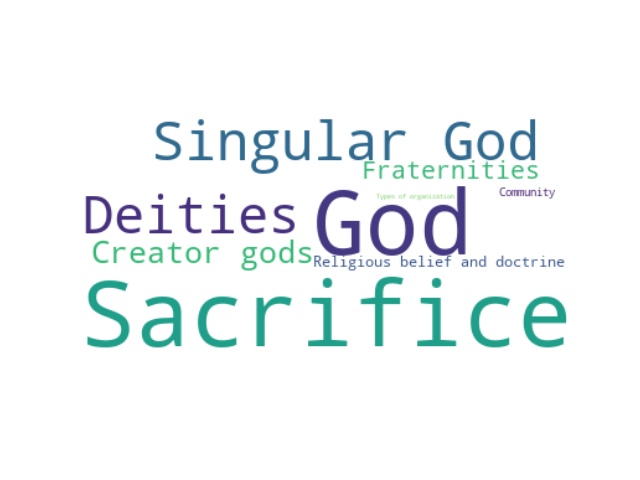 Singular God
Fraternities
Types of organization
Community
Deities
God
Creator gods
Religious belief and doctrine
Sacrifice